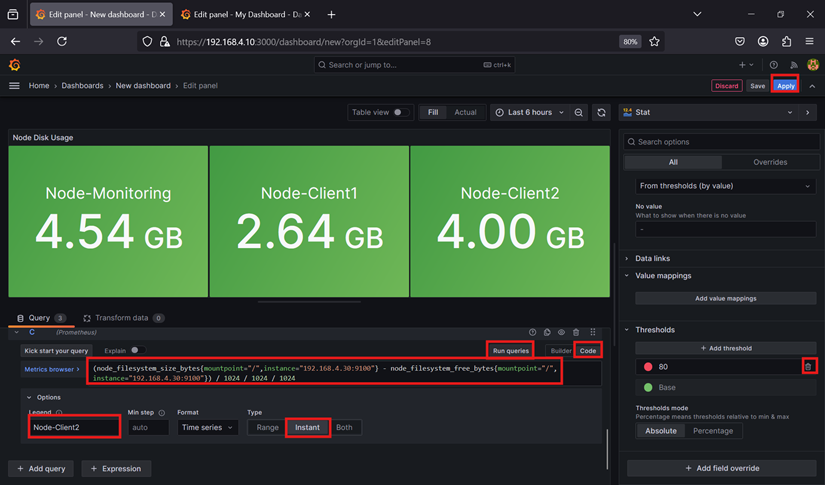 Edit panel - New dashboard - D
Edit panel - My Dashboard - Da
https://192.168.4.10:3000/dashboard/new?orgId=1&editPanel=8
80%
Search or jump to...
ctrl+k
Home
Dashboards
New dashboard
Edit panel
Discard
Save
Apply
Table view
Fill
Actual
Last 6 hours
Stat
Node Disk Usage
Node-Monitoring
4.54 GB
Node-Client1
2.64 GB
Node-Client2
4.00 GB
Search options
All
Overrides
From thresholds (by value)
No value
What to show when there is no value
-
Data links
Value mappings
Add value mappings
Thresholds
+ Add threshold
80
Base
Thresholds mode
Percentage means thresholds relative to min & max
Absolute
Percentage
+ Add field override
Query
3
Transform data
0
C
(Prometheus)
Kick start your query
Explain
Run queries
Builder
Code
Metrics browser >
(node_filesystem_size_bytes{mountpoint="/",instance="192.168.4.30:9100"} - node_filesystem_free_bytes{mountpoint="/",
instance="192.168.4.30:9100"}) / 1024 / 1024 / 1024
Options
Legend
Min step
Format
Type
Node-Client2
auto
Time series
Range
Instant
Both
+ Add query
+ Expression